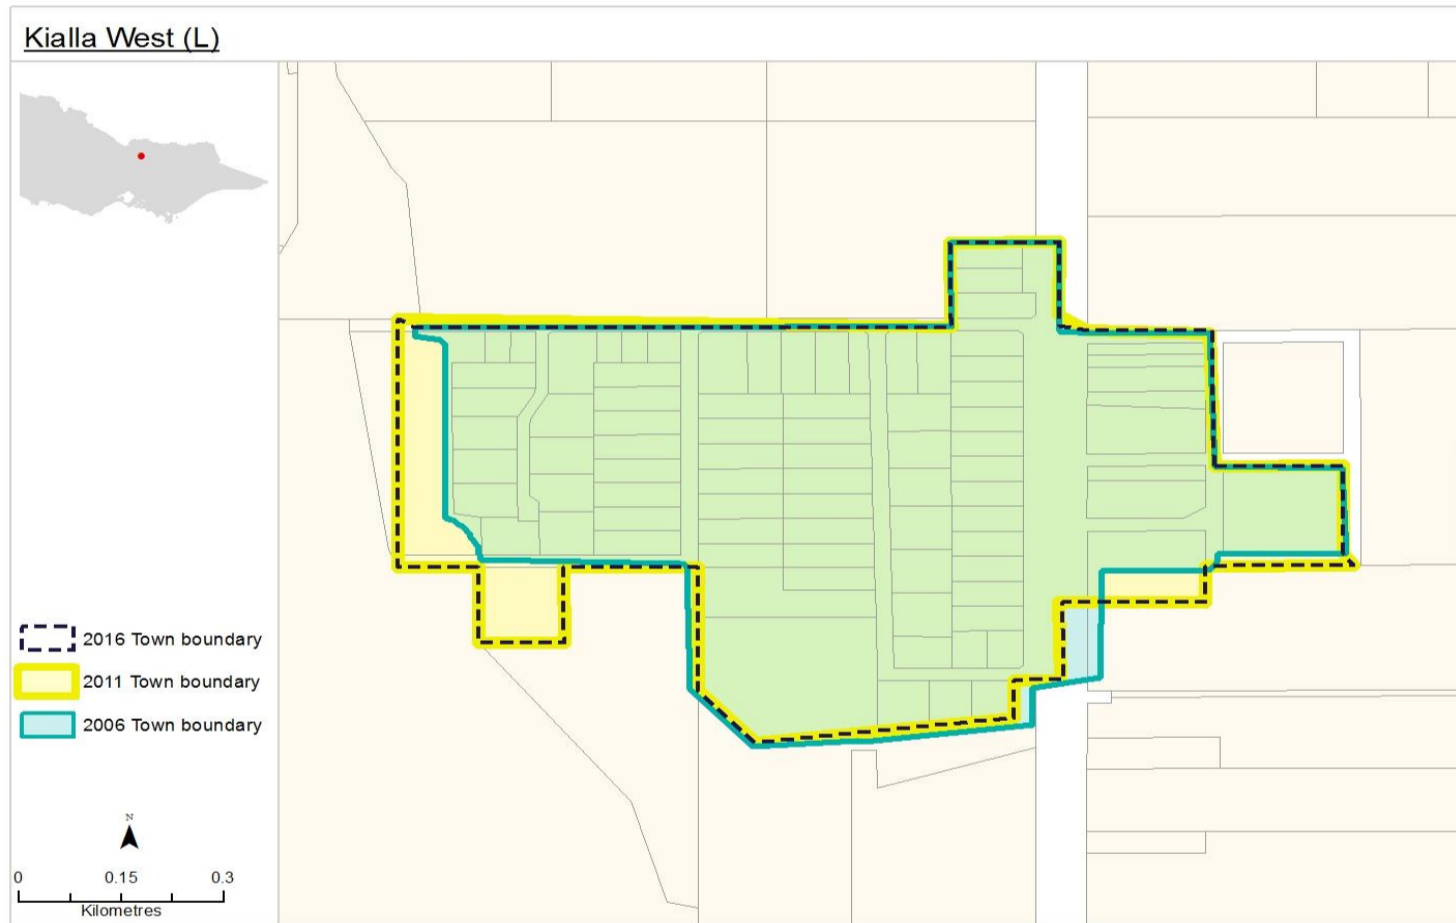 Kialla West (L)
2016 Town boundary
2011 Town boundary
2006 Town boundary
N
0 0.15 0.3
Kilometres